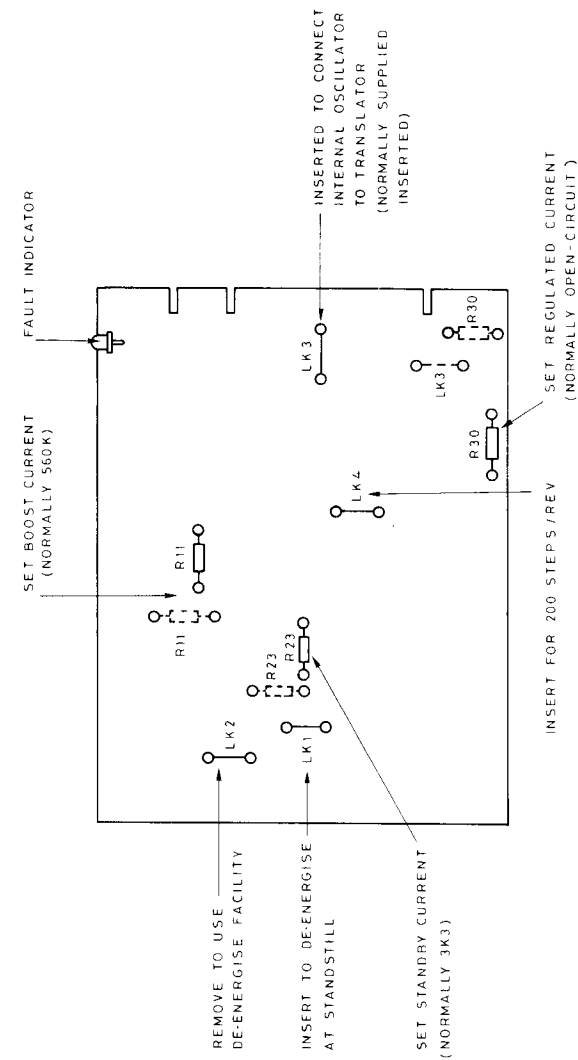 FAULT INDICATOR
SET BOOST CURRENT
(NORMALLY 560K)
INSERTED TO CONNECT
INTERNAL OSCILLATOR
TO TRANSLATOR
(NORMALLY SUPPLIED
INSERTED)
R11
R11
LK3
R30
LK3
R30
SET REGULATED CURRENT
(NORMALLY OPEN-CIRCUIT)
LK4
INSERT FOR 200 STEPS/REV
R23
R23
LK2
LK1
REMOVE TO USE
DE-ENERGISE FACILITY
INSERT TO DE-ENERGISE
AT STANDSTILL
SET STANDBY CURRENT
(NORMALLY 3K3)